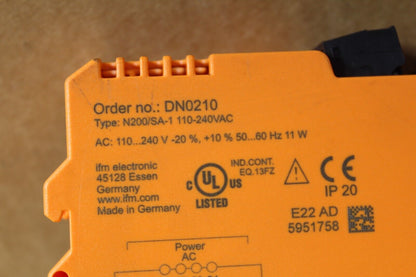 Order no.: DN0210
Type: N200/SA-1 110-240VAC
AC: 110...240 V -20 %, +10 % 50...60 Hz 11 W
ifm electronic
45128 Essen
Germany
www.ifm.com
Made in Germany
C UL US
LISTED
IND.CONT.
EQ.13FZ
CE
IP 20
E22 AD
5951758
Power
AC